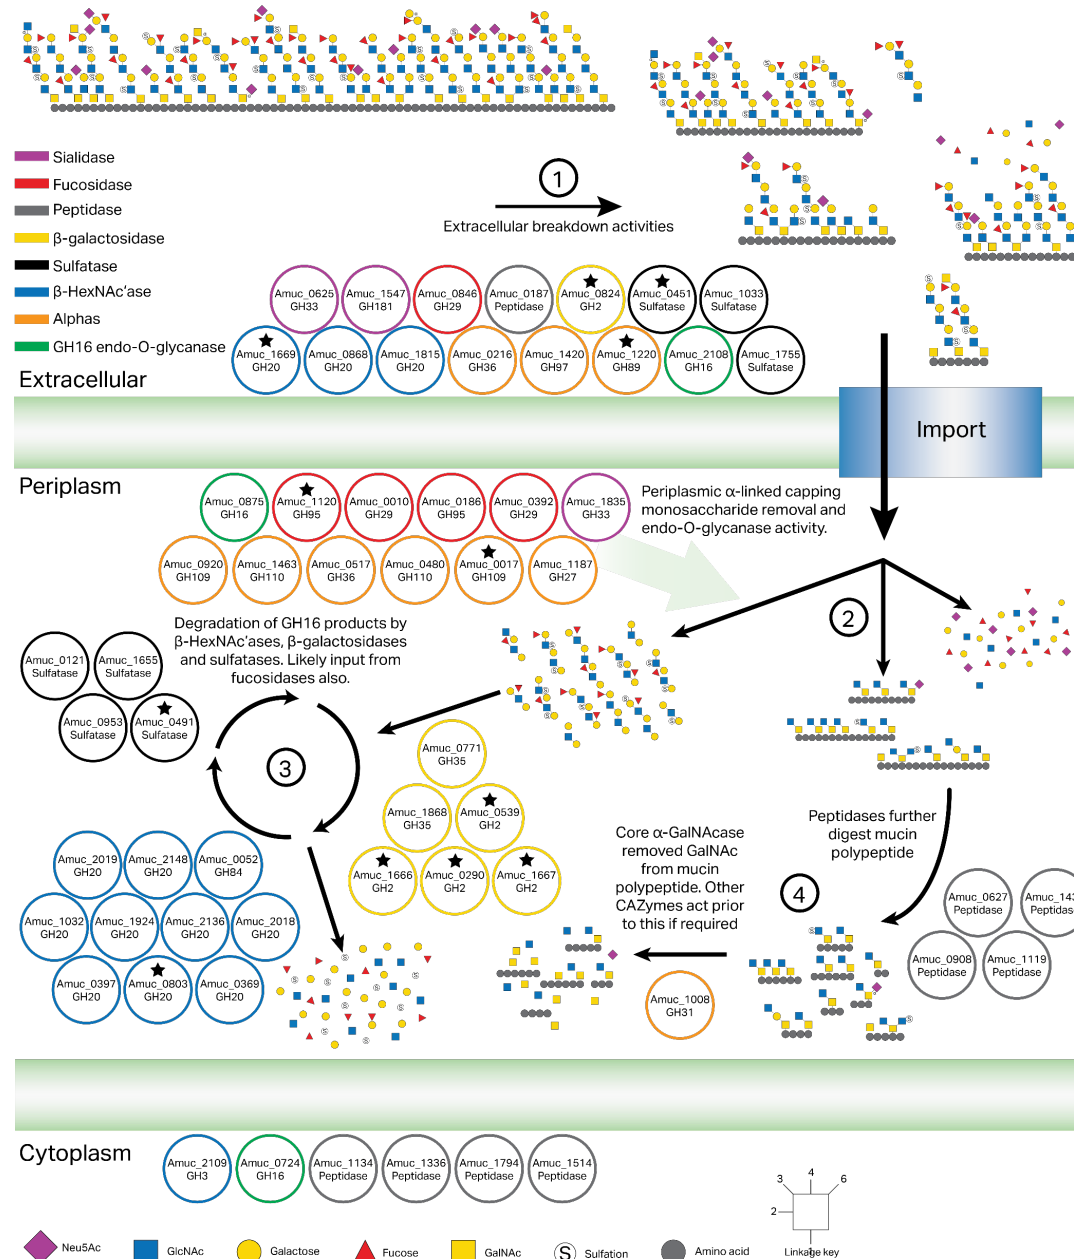 Sialidase
Fucosidase
Peptidase
β-galactosidase
Sulfatase
β-HexNAc'ase
Alphas
GH16 endo-O-glycanase
1
Extracellular breakdown activities
Amuc_0625
GH33
Amuc_1547
GH181
Amuc_0846
GH29
Amuc_0187
Peptidase
Amuc_0824
GH2
Amuc_0451
Sulfatase
Amuc_1033
Sulfatase
Amuc_1669
GH20
Amuc_0868
GH20
Amuc_1815
GH20
Amuc_0216
GH36
Amuc_1420
GH97
Amuc_1220
GH89
Amuc_2108
GH16
Amuc_1755
Sulfatase
Extracellular
Import
Periplasm
Amuc_0875
GH16
Amuc_1120
GH95
Amuc_0010
GH29
Amuc_0186
GH95
Amuc_0392
GH29
Amuc_1835
GH33
Periplasmic α-linked capping
monosaccharide removal and
endo-O-glycanase activity.
Amuc_0920
GH109
Amuc_1463
GH110
Amuc_0517
GH36
Amuc_0480
GH110
Amuc_0017
GH109
Amuc_1187
GH27
2
Degradation of GH16 products by
β-HexNAc'ases, β-galactosidases
and sulfatases. Likely input from
fucosidases also.
Amuc_0121
Sulfatase
Amuc_1655
Sulfatase
Amuc_0953
Sulfatase
Amuc_0491
Sulfatase
3
Amuc_0771
GH35
Amuc_1868
GH35
Amuc_0539
GH2
Amuc_1666
GH2
Amuc_0290
GH2
Amuc_1667
GH2
Peptidases further
digest mucin
polypeptide
Core α-GalNAcase
removed GalNAc
from mucin
polypeptide. Other
CAZymes act prior
to this if required
4
Amuc_0627
Peptidase
Amuc_143
Peptidase
Amuc_0908
Peptidase
Amuc_1119
Peptidase
Amuc_2019
GH20
Amuc_2148
GH20
Amuc_0052
GH84
Amuc_1032
GH20
Amuc_1924
GH20
Amuc_2136
GH20
Amuc_2018
GH20
Amuc_0397
GH20
Amuc_0803
GH20
Amuc_0369
GH20
Amuc_1008
GH31
Cytoplasm
Amuc_2109
GH3
Amuc_0724
GH16
Amuc_1134
Peptidase
Amuc_1336
Peptidase
Amuc_1794
Peptidase
Amuc_1514
Peptidase
3 4 6
2
Neu5Ac
GlcNAc
Galactose
Fucose
GalNAc
S Sulfation
Amino acid
Linkage key